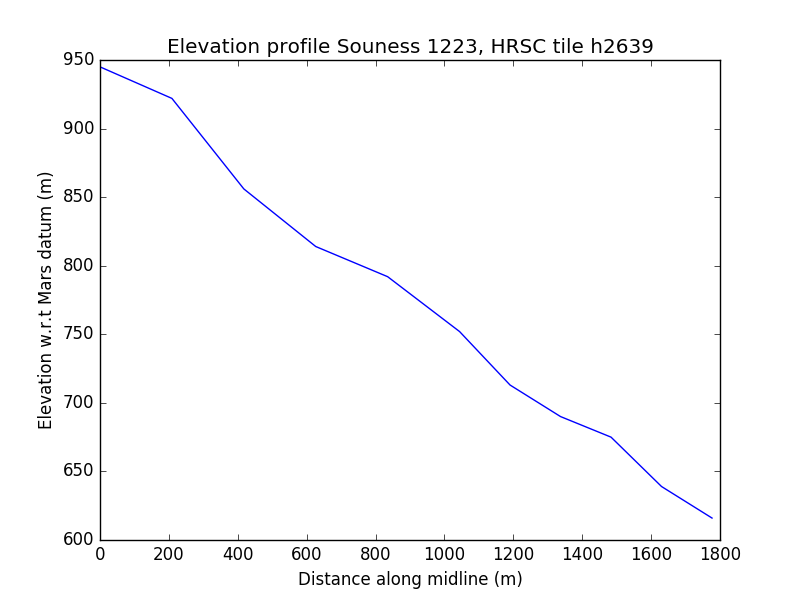 Elevation profile Souness 1223, HRSC tile h2639
950
900
850
800
750
700
650
600
Elevation w.r.t Mars datum (m)
0 200 400 600 800 1000 1200 1400 1600 1800
Distance along midline (m)